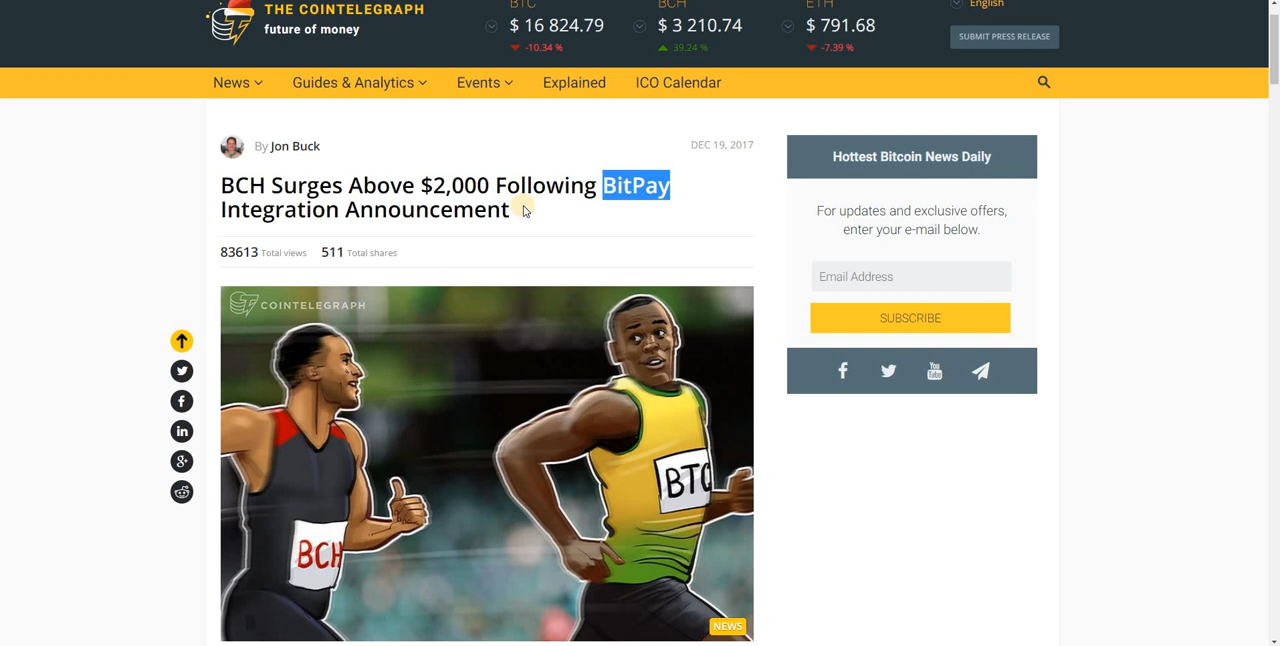 THE COINTELEGRAPH
future of money
BTC
$ 16 824.79
-10.34 %
BCH
$ 3 210.74
39.24 %
ETH
$ 791.68
-7.39 %
English
SUBMIT PRESS RELEASE
News
Guides & Analytics
Events
Explained
ICO Calendar
By Jon Buck
DEC 19, 2017
BCH Surges Above $2,000 Following BitPay
Integration Announcement
83613 Total views 511 Total shares
COINTELEGRAPH
BCH
BTC
NEWS
Hottest Bitcoin News Daily
For updates and exclusive offers,
enter your e-mail below.
Email Address
SUBSCRIBE
You
Tube